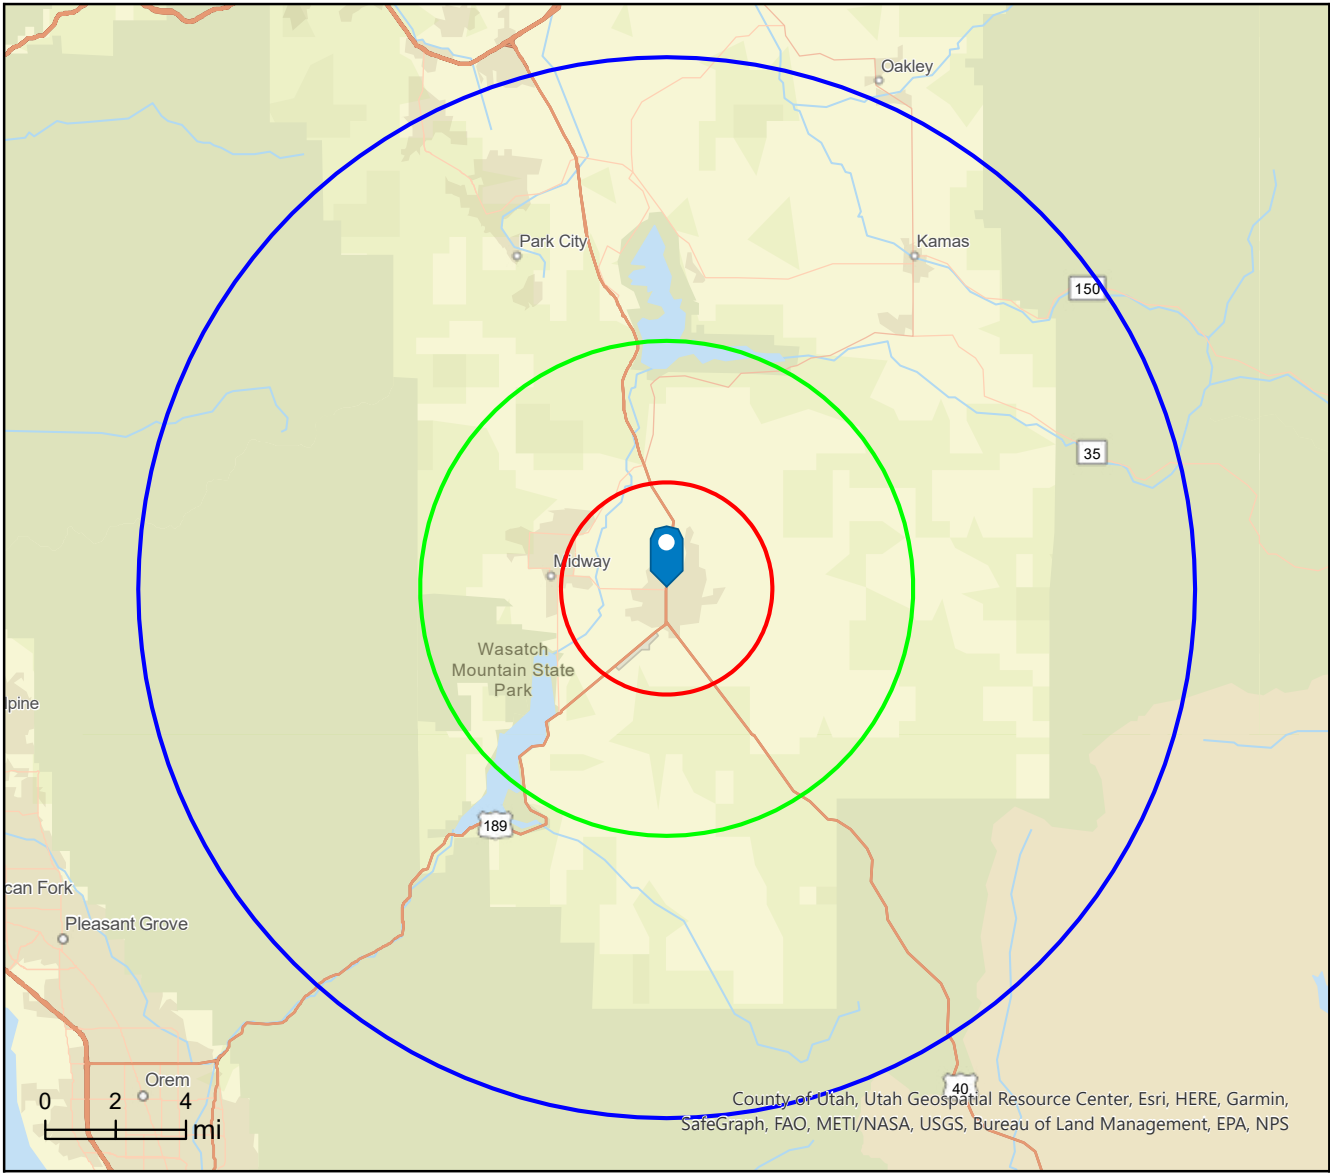 Oakley
Park City
Kamas
150
35
Midway
Wasatch
Mountain State
Park
lpine
189
can Fork
Pleasant Grove
Orem
0 2 4
mi
40
County of Utah, Utah Geospatial Resource Center, Esri, HERE, Garmin,
SafeGraph, FAO, METI/NASA, USGS, Bureau of Land Management, EPA, NPS